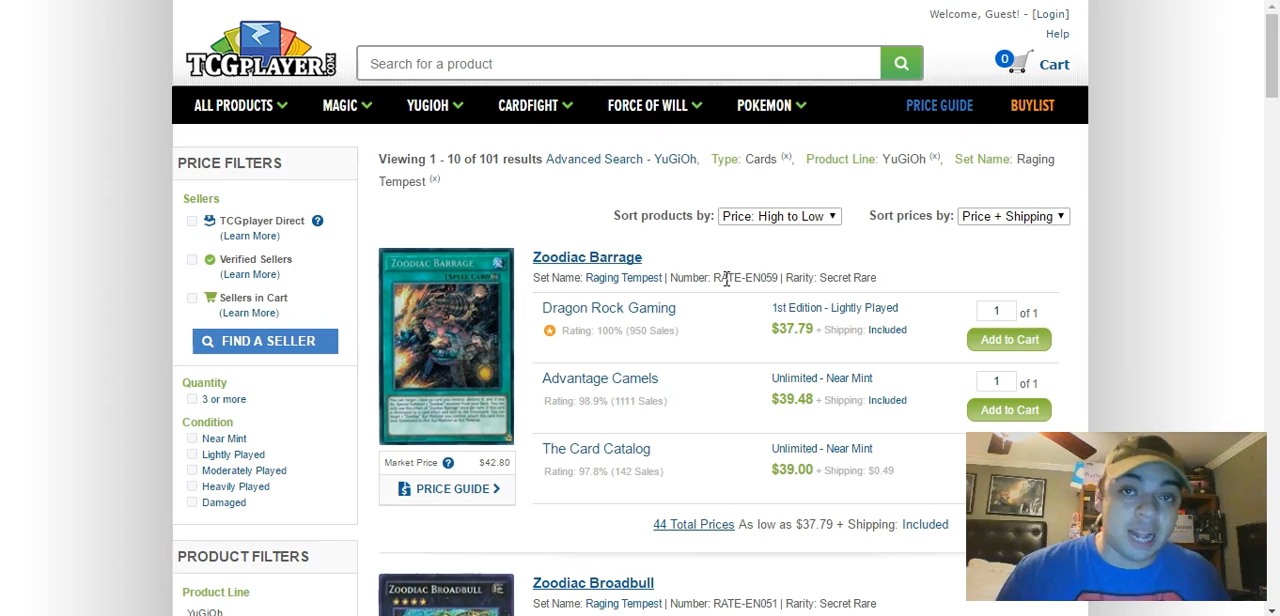 Welcome, Guest! - [Login]
Help
TCGPLAYER.COM
Search for a product
0 Cart
ALL PRODUCTS MAGIC YUGIOH CARDFIGHT FORCE OF WILL POKEMON PRICE GUIDE BUYLIST
PRICE FILTERS
Sellers
TCGplayer Direct ?
(Learn More)
Verified Sellers
(Learn More)
Sellers in Cart
(Learn More)
FIND A SELLER
Quantity
3 or more
Condition
Near Mint
Lightly Played
Moderately Played
Heavily Played
Damaged
PRODUCT FILTERS
Product Line
YuGiOh
Viewing 1 - 10 of 101 results Advanced Search - YuGiOh, Type: Cards (x), Product Line: YuGiOh (x), Set Name: Raging
Tempest (x)
Sort products by: Price: High to Low Sort prices by: Price + Shipping
ZOODIAC BARRAGE
[SPELL CARD]
Market Price ? $42.80
PRICE GUIDE
Zoodiac Barrage
Set Name: Raging Tempest | Number: RATE-EN059 | Rarity: Secret Rare
Dragon Rock Gaming 1st Edition - Lightly Played 1 of 1
Rating: 100% (950 Sales) $37.79 + Shipping: Included Add to Cart
Advantage Camels Unlimited - Near Mint 1 of 1
Rating: 98.9% (1111 Sales) $39.48 + Shipping: Included Add to Cart
The Card Catalog Unlimited - Near Mint
Rating: 97.8% (142 Sales) $39.00 + Shipping: $0.49
44 Total Prices As low as $37.79 + Shipping: Included
ZOODIAC BROADBULL
Zoodiac Broadbull
Set Name: Raging Tempest | Number: RATE-EN051 | Rarity: Secret Rare